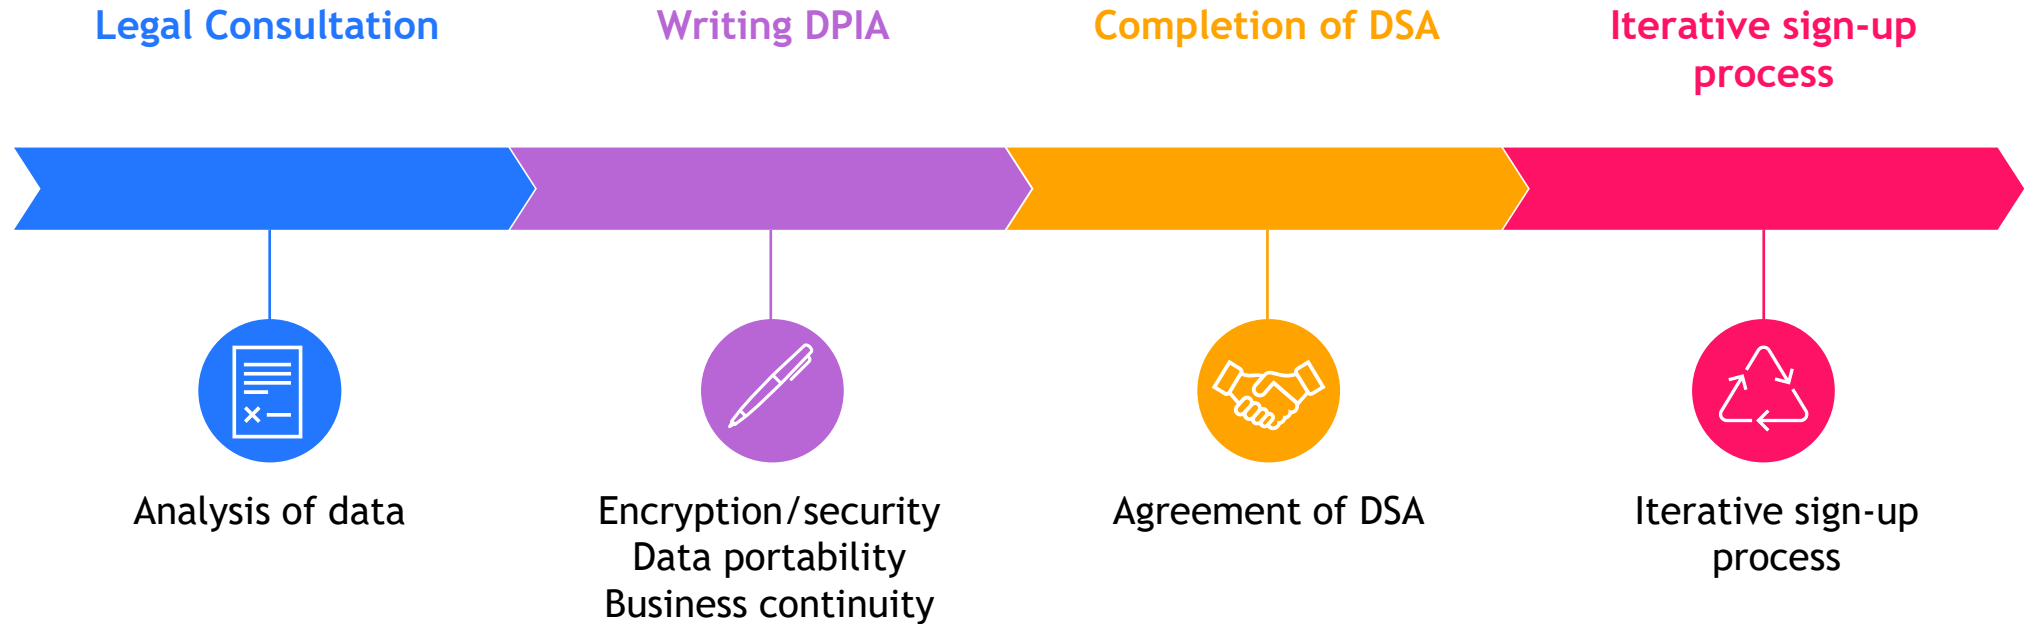 Legal Consultation
Writing DPIA
Completion of DSA
Iterative sign-up
process
Analysis of data
Encryption/security
Data portability
Business continuity
Agreement of DSA
Iterative sign-up
process